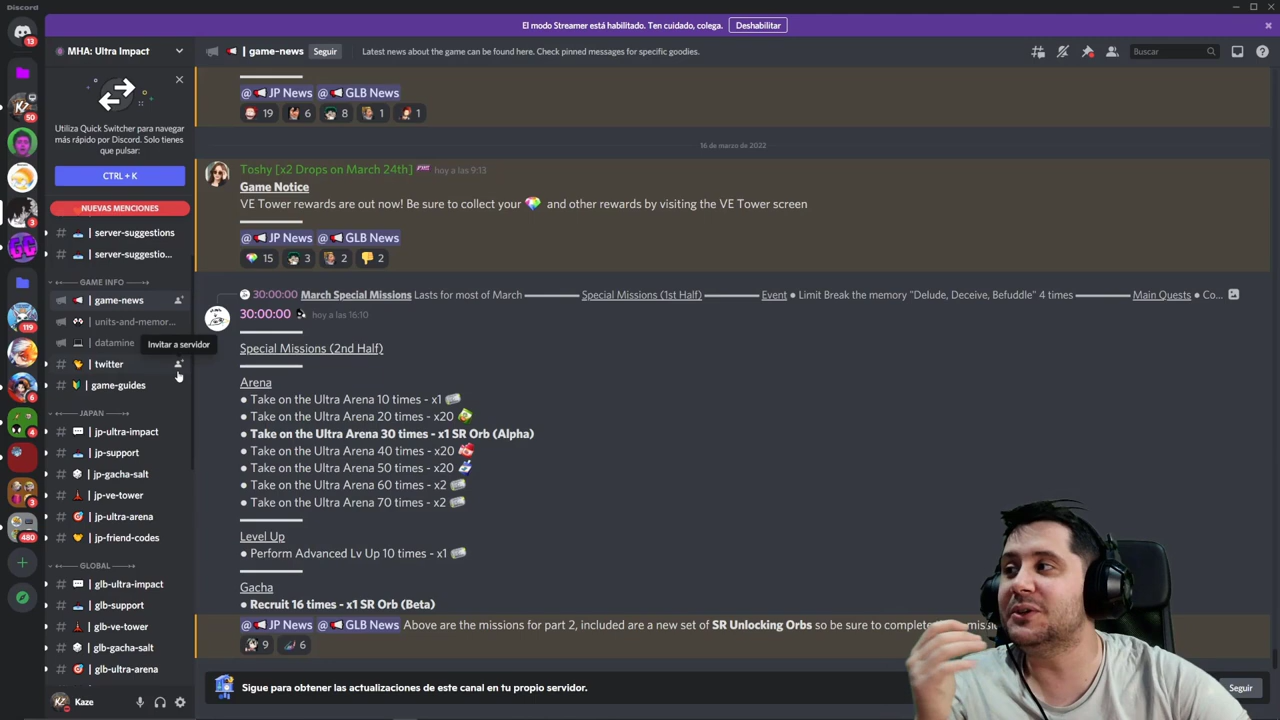 Discord
El modo Streamer está habilitado. Ten cuidado, colega. Deshabilitar
MHA: Ultra Impact
game-news Seguir Latest news about the game can be found here. Check pinned messages for specific goodies. Buscar
Utiliza Quick Switcher para navegar
más rápido por Discord. Solo tienes
que pulsar:
CTRL + K
NUEVAS MENCIONES
server-suggestions
server-suggestio...
GAME INFO
game-news
units-and-memor...
datamine
Invitar a servidor
twitter
game-guides
JAPAN
jp-ultra-impact
jp-support
jp-gacha-salt
jp-ve-tower
jp-ultra-arena
jp-friend-codes
GLOBAL
glb-ultra-impact
glb-support
glb-ve-tower
glb-gacha-salt
glb-ultra-arena
Kaze
13
50
3
119
6
4
3
480
@ JP News @ GLB News
19 6 8 1 1
16 de marzo de 2022
Toshy [x2 Drops on March 24th] hoy a las 9:13
Game Notice
VE Tower rewards are out now! Be sure to collect your and other rewards by visiting the VE Tower screen
@ JP News @ GLB News
15 3 2 2
30:00:00 March Special Missions Lasts for most of March Special Missions (1st Half) Event ● Limit Break the memory "Delude, Deceive, Befuddle" 4 times Main Quests ● Co...
30:00:00 hoy a las 16:10
Special Missions (2nd Half)
Arena
● Take on the Ultra Arena 10 times - x1
● Take on the Ultra Arena 20 times - x20
● Take on the Ultra Arena 30 times - x1 SR Orb (Alpha)
● Take on the Ultra Arena 40 times - x20
● Take on the Ultra Arena 50 times - x20
● Take on the Ultra Arena 60 times - x2
● Take on the Ultra Arena 70 times - x2
Level Up
● Perform Advanced Lv Up 10 times - x1
Gacha
● Recruit 16 times - x1 SR Orb (Beta)
@ JP News @ GLB News Above are the missions for part 2, included are a new set of SR Unlocking Orbs so be sure to
9 6
Sigue para obtener las actualizaciones de este canal en tu propio servidor.
Seguir